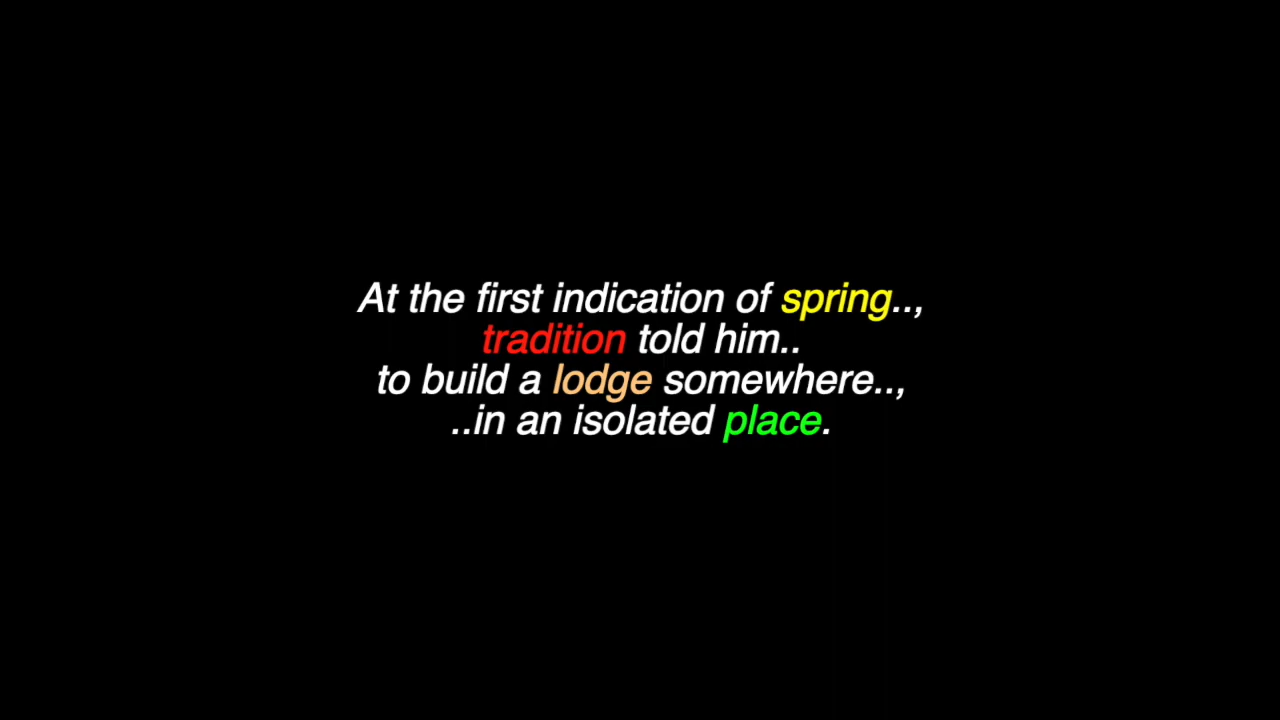 At the first indication of spring..,
tradition told him..
to build a lodge somewhere..,
..in an isolated place.